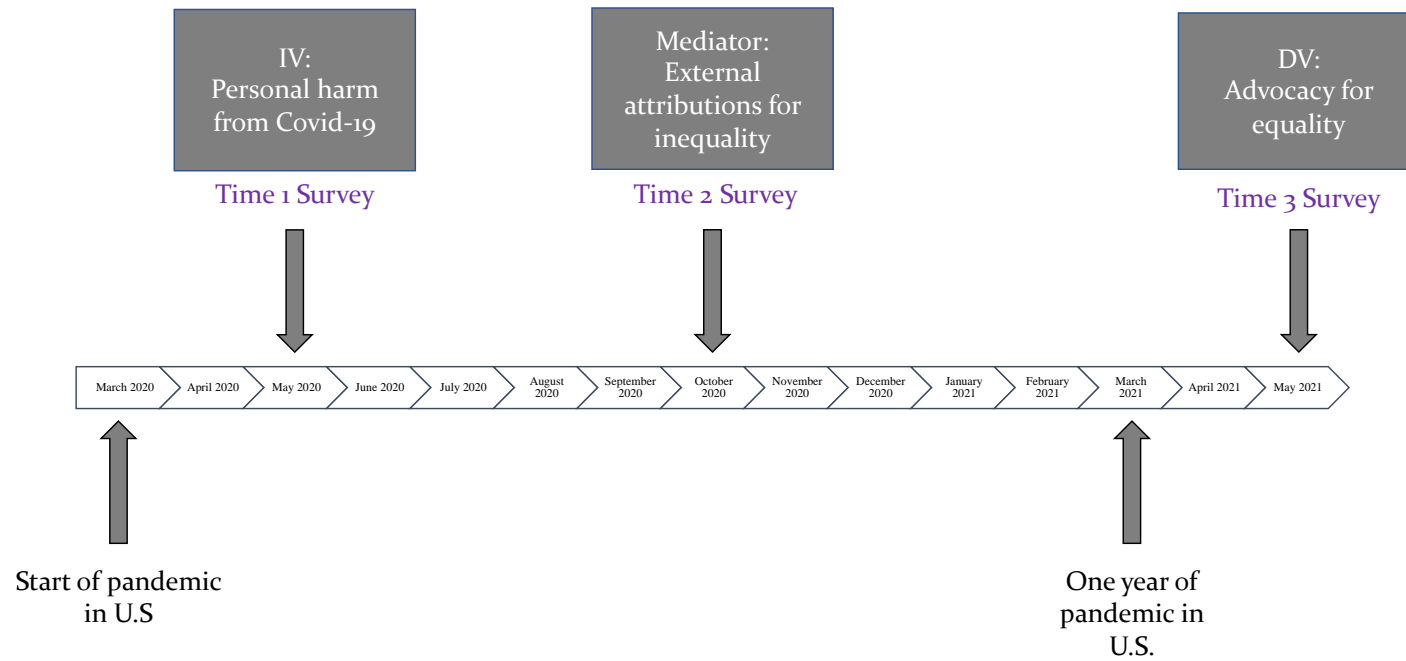 IV:
Personal harm
from Covid-19
Mediator:
External
attributions for
inequality
DV:
Advocacy for
equality
Time 1 Survey
Time 2 Survey
Time 3 Survey
March 2020
April 2020
May 2020
June 2020
July 2020
August
2020
September
2020
October
2020
November
2020
December
2020
January
2021
February
2021
March
2021
April 2021
May 2021
Start of pandemic
in U.S
One year of
pandemic in
U.S.